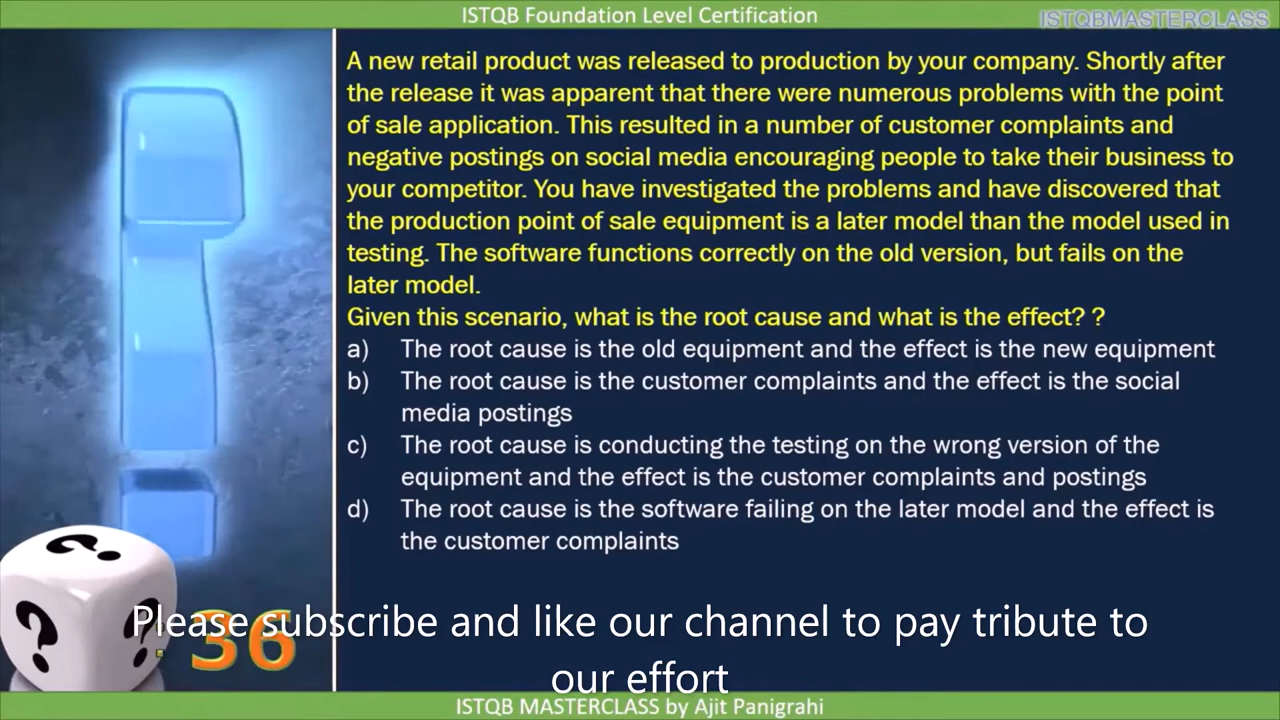 ISTQB Foundation Level Certification
ISTQBMASTERCLASS
A new retail product was released to production by your company. Shortly after
the release it was apparent that there were numerous problems with the point
of sale application. This resulted in a number of customer complaints and
negative postings on social media encouraging people to take their business to
your competitor. You have investigated the problems and have discovered that
the production point of sale equipment is a later model than the model used in
testing. The software functions correctly on the old version, but fails on the
later model.
Given this scenario, what is the root cause and what is the effect? ?
a) The root cause is the old equipment and the effect is the new equipment
b) The root cause is the customer complaints and the effect is the social
media postings
c) The root cause is conducting the testing on the wrong version of the
equipment and the effect is the customer complaints and postings
d) The root cause is the software failing on the later model and the effect is
the customer complaints
? ? ?
: 36
Please subscribe and like our channel to pay tribute to
our effort
ISTQB MASTERCLASS by Ajit Panigrahi